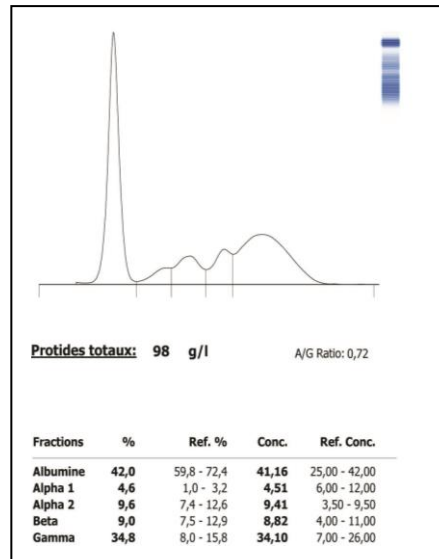 Protides totaux: 98 g/l A/G Ratio: 0,72
Fractions % Ref. % Conc. Ref. Conc.
Albumine 42,0 59,8 - 72,4 41,16 25,00 - 42,00
Alpha 1 4,6 1,0 - 3,2 4,51 6,00 - 12,00
Alpha 2 9,6 7,4 - 12,6 9,41 3,50 - 9,50
Beta 9,0 7,5 - 12,9 8,82 4,00 - 11,00
Gamma 34,8 8,0 - 15,8 34,10 7,00 - 26,00